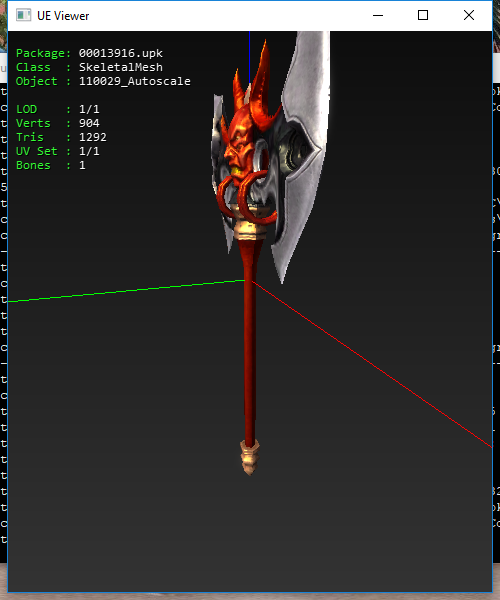 UE Viewer
Package: 00013916.upk
Class  : SkeletalMesh
Object : 110029_Autoscale
LOD    : 1/1
Verts  : 904
Tris   : 1292
UV Set : 1/1
Bones  : 1